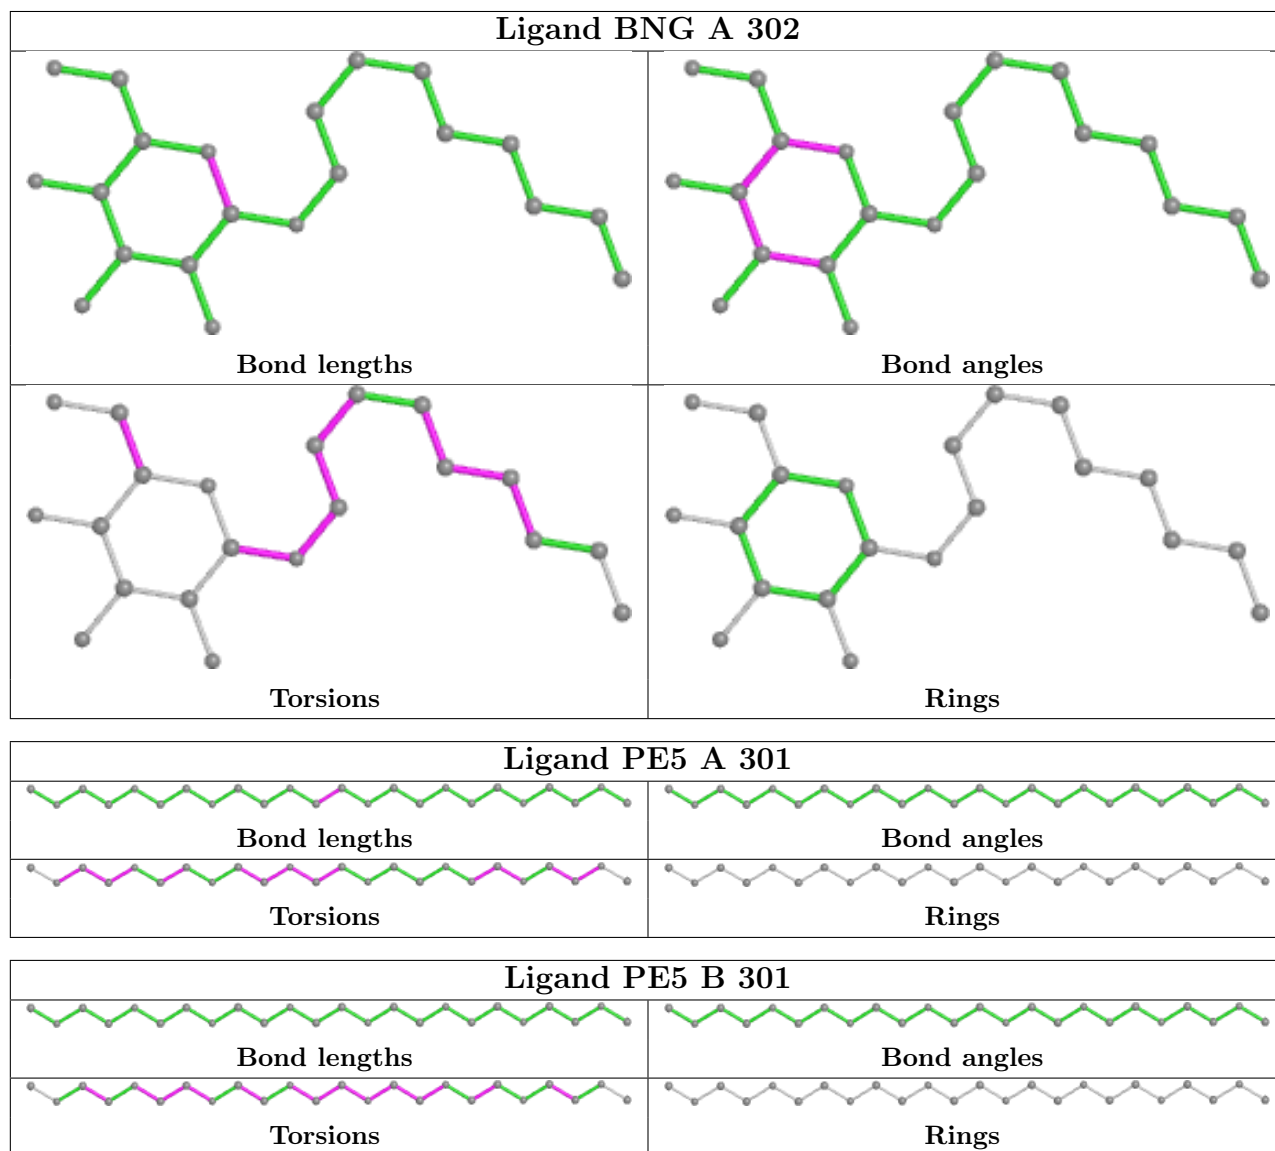 Ligand BNG A 302
Bond lengths
Bond angles
Torsions
Rings
Ligand PE5 A 301
Bond lengths
Bond angles
Torsions
Rings
Ligand PE5 B 301
Bond lengths
Bond angles
Torsions
Rings